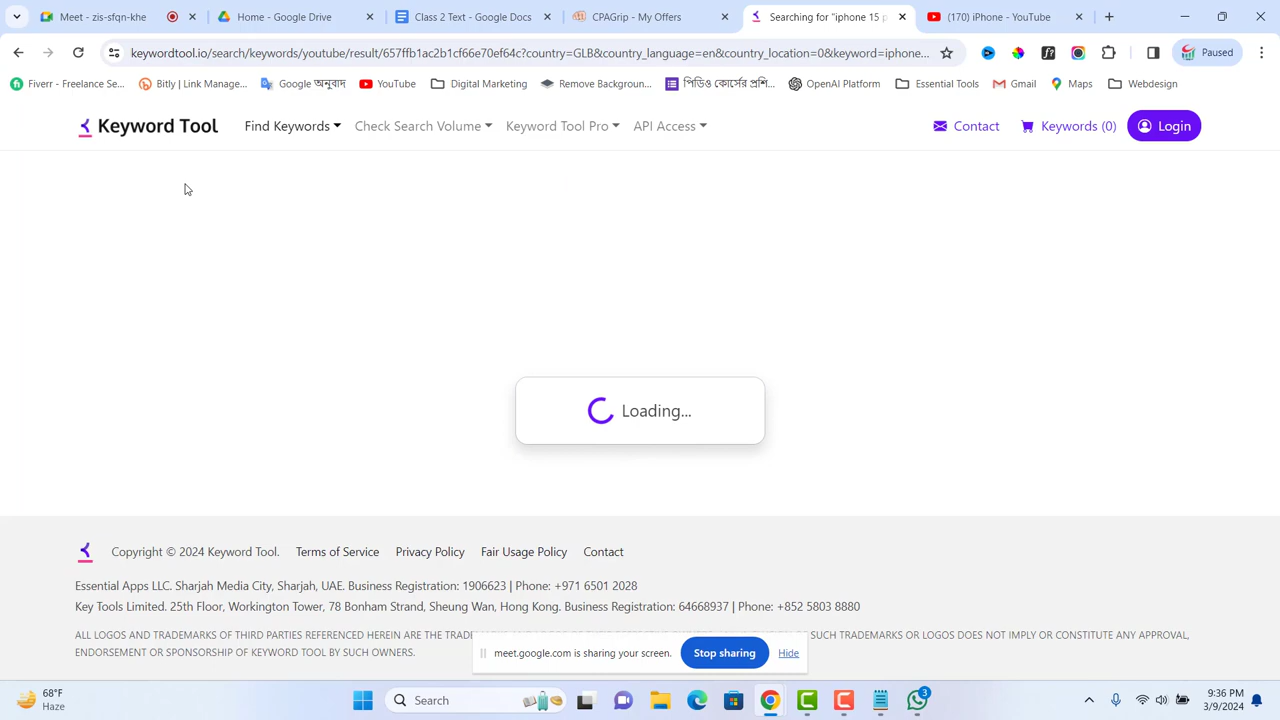 Meet - zis-sfqn-khe
Home - Google Drive
Class 2 Text - Google Docs
CPAGrip - My Offers
Searching for "iphone 15 p
(170) iPhone - YouTube
keywordtool.io/search/keywords/youtube/result/657ffb1ac2b1cf66e70ef64c?country=GLB&country_language=en&country_location=0&keyword=iphone...
Paused
Fiverr - Freelance Se...
Bitly | Link Manage...
Google অনুবাদ
YouTube
Digital Marketing
Remove Background...
পিডিও কোর্সের প্রশি...
OpenAI Platform
Essential Tools
Gmail
Maps
Webdesign
Keyword Tool
Find Keywords
Check Search Volume
Keyword Tool Pro
API Access
Contact
Keywords (0)
Login
Loading...
Copyright © 2024 Keyword Tool.
Terms of Service
Privacy Policy
Fair Usage Policy
Contact
Essential Apps LLC. Sharjah Media City, Sharjah, UAE. Business Registration: 1906623 | Phone: +971 6501 2028
Key Tools Limited. 25th Floor, Workington Tower, 78 Bonham Strand, Sheung Wan, Hong Kong. Business Registration: 64668937 | Phone: +852 5803 8880
ALL LOGOS AND TRADEMARKS OF THIRD PARTIES REFERENCED HEREIN ARE THE SUCH TRADEMARKS OR LOGOS DOES NOT IMPLY OR CONSTITUTE ANY APPROVAL,
ENDORSEMENT OR SPONSORSHIP OF KEYWORD TOOL BY SUCH OWNERS.
meet.google.com is sharing your screen.
Stop sharing
Hide
68°F
Haze
Search
3
9:36 PM
3/9/2024